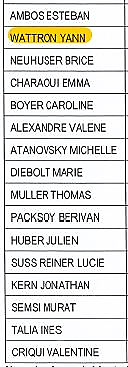 AMBOS ESTEBAN
WATTRON YANN
NEUHUSER BRICE
CHARAOUI EMMA
BOYER CAROLINE
ALEXANDRE VALENE
ATANOVSKY MICHELLE
DIEBOLT MARIE
MULLER THOMAS
PACKSOY BERIVAN
HUBER JULIEN
SUSS REINER LUCIE
KERN JONATHAN
SEMSI MURAT
TALIA INES
CRIQUI VALENTINE